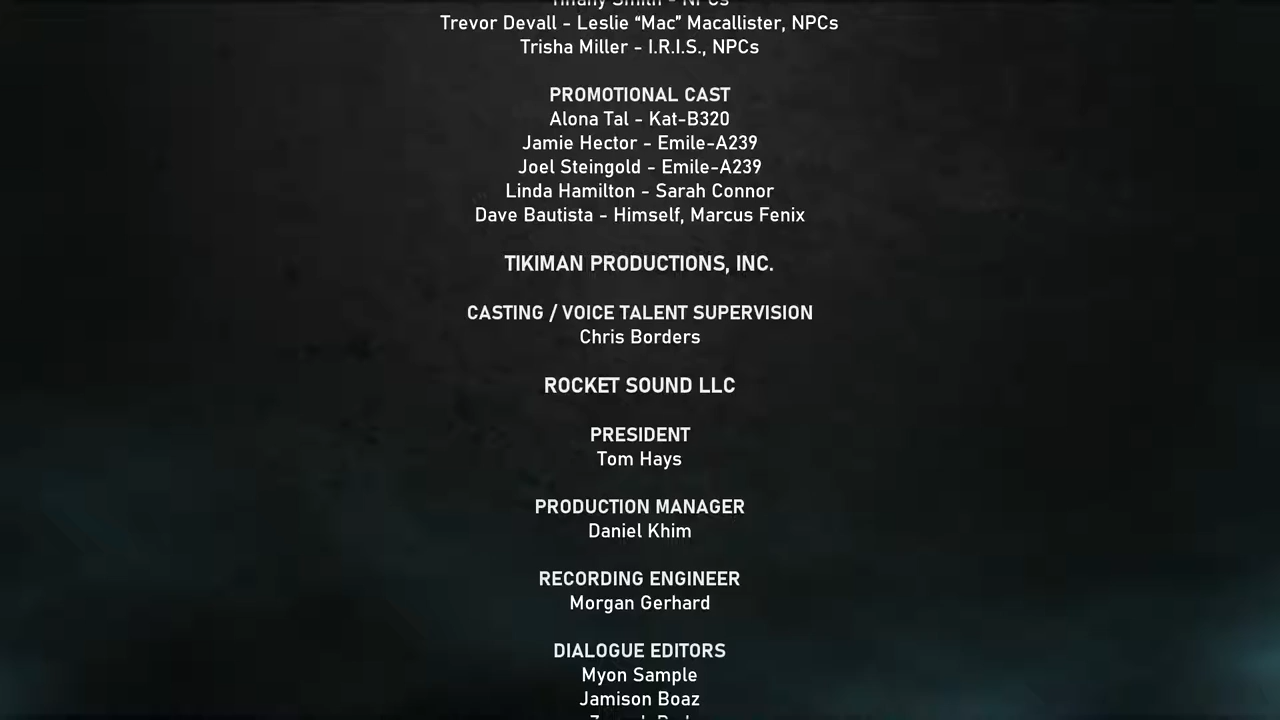 Tiffany Smith - NPCs
Trevor Devall - Leslie “Mac” Macallister, NPCs
Trisha Miller - I.R.I.S., NPCs
PROMOTIONAL CAST
Alona Tal - Kat-B320
Jamie Hector - Emile-A239
Joel Steingold - Emile-A239
Linda Hamilton - Sarah Connor
Dave Bautista - Himself, Marcus Fenix
TIKIMAN PRODUCTIONS, INC.
CASTING / VOICE TALENT SUPERVISION
Chris Borders
ROCKET SOUND LLC
PRESIDENT
Tom Hays
PRODUCTION MANAGER
Daniel Khim
RECORDING ENGINEER
Morgan Gerhard
DIALOGUE EDITORS
Myon Sample
Jamison Boaz